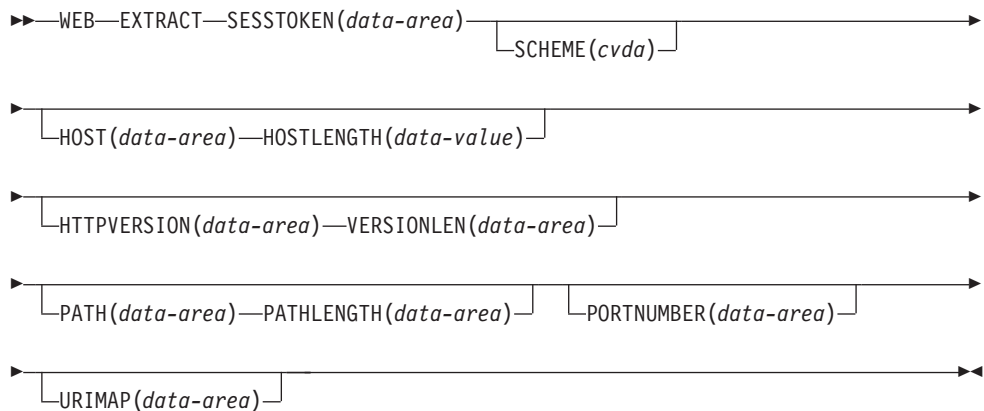 WEB EXTRACT SESSTOKEN(data-area)
SCHEME(cvda)
HOST(data-area) HOSTLENGTH(data-value)
HTTPVERSION(data-area) VERSIONLEN(data-area)
PATH(data-area) PATHLENGTH(data-area) PORTNUMBER(data-area)
URIMAP(data-area)